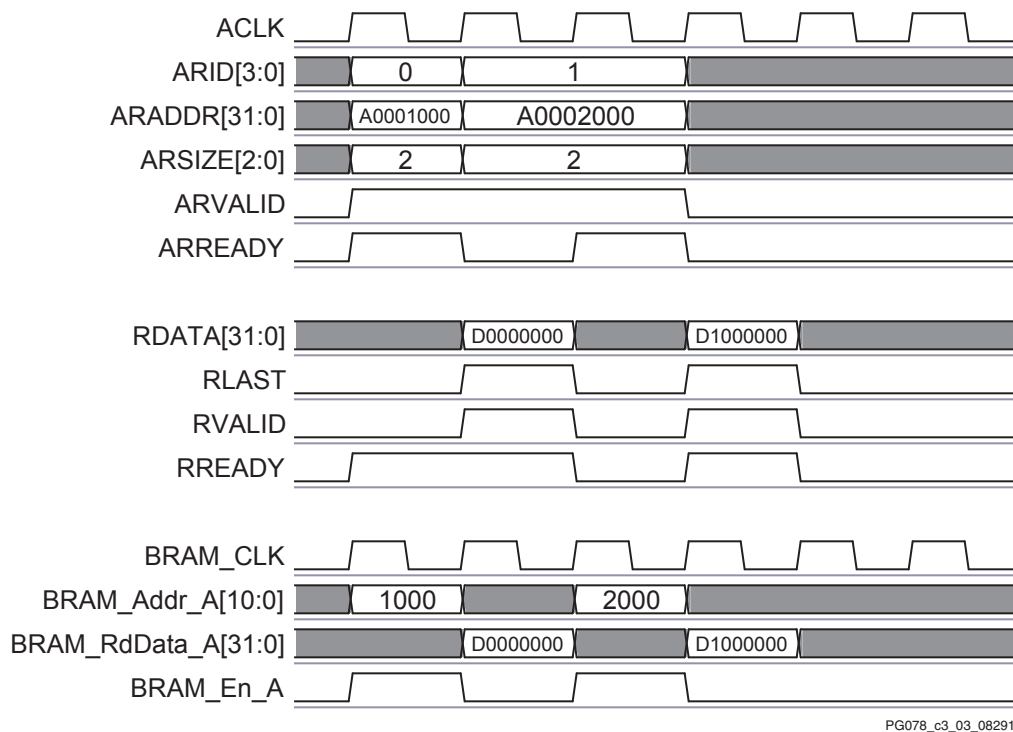 ACLK
ARID[3:0] 0 1
ARADDR[31:0] A0001000 A0002000
ARSIZE[2:0] 2 2
ARVALID
ARREADY
RDATA[31:0] D0000000 D1000000
RLAST
RVALID
RREADY
BRAM_CLK
BRAM_Addr_A[10:0] 1000 2000
BRAM_RdData_A[31:0] D0000000 D1000000
BRAM_En_A
PG078_c3_03_08291